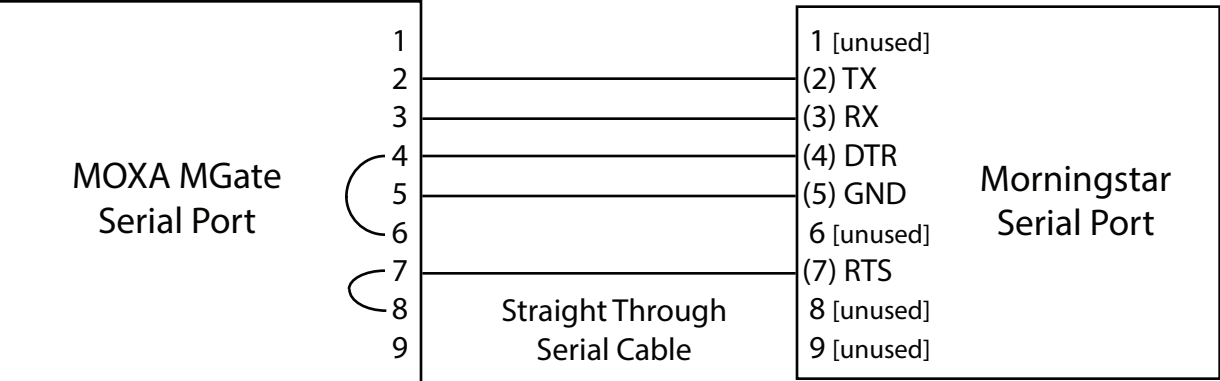 MOXA MGate
Serial Port
1
2
3
4
5
6
7
8
9
Straight Through
Serial Cable
1 [unused]
(2) TX
(3) RX
(4) DTR
(5) GND
6 [unused]
(7) RTS
8 [unused]
9 [unused]
Morningstar
Serial Port